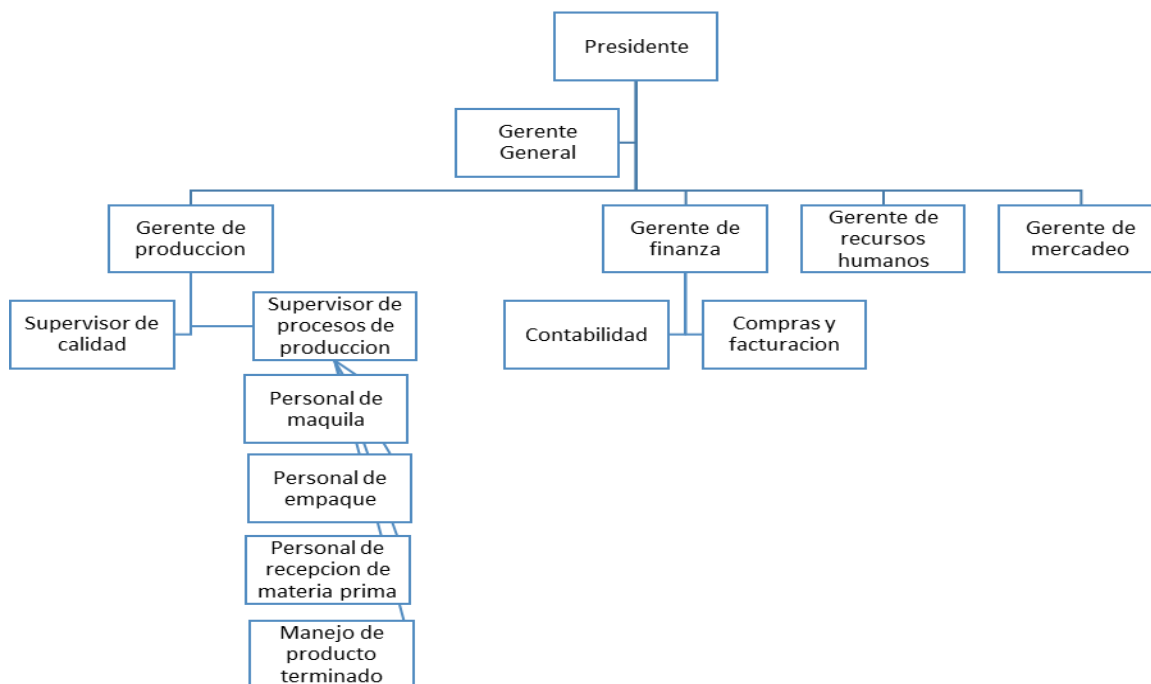 Presidente
Gerente
General
Gerente de
produccion
Gerente de
finanza
Gerente de
recursos
humanos
Gerente de
mercadeo
Supervisor de
calidad
Supervisor de
procesos de
produccion
Contabilidad
Compras y
facturacion
Personal de
maquila
Personal de
empaque
Personal de
recepcion de
materia prima
Manejo de
producto
terminado